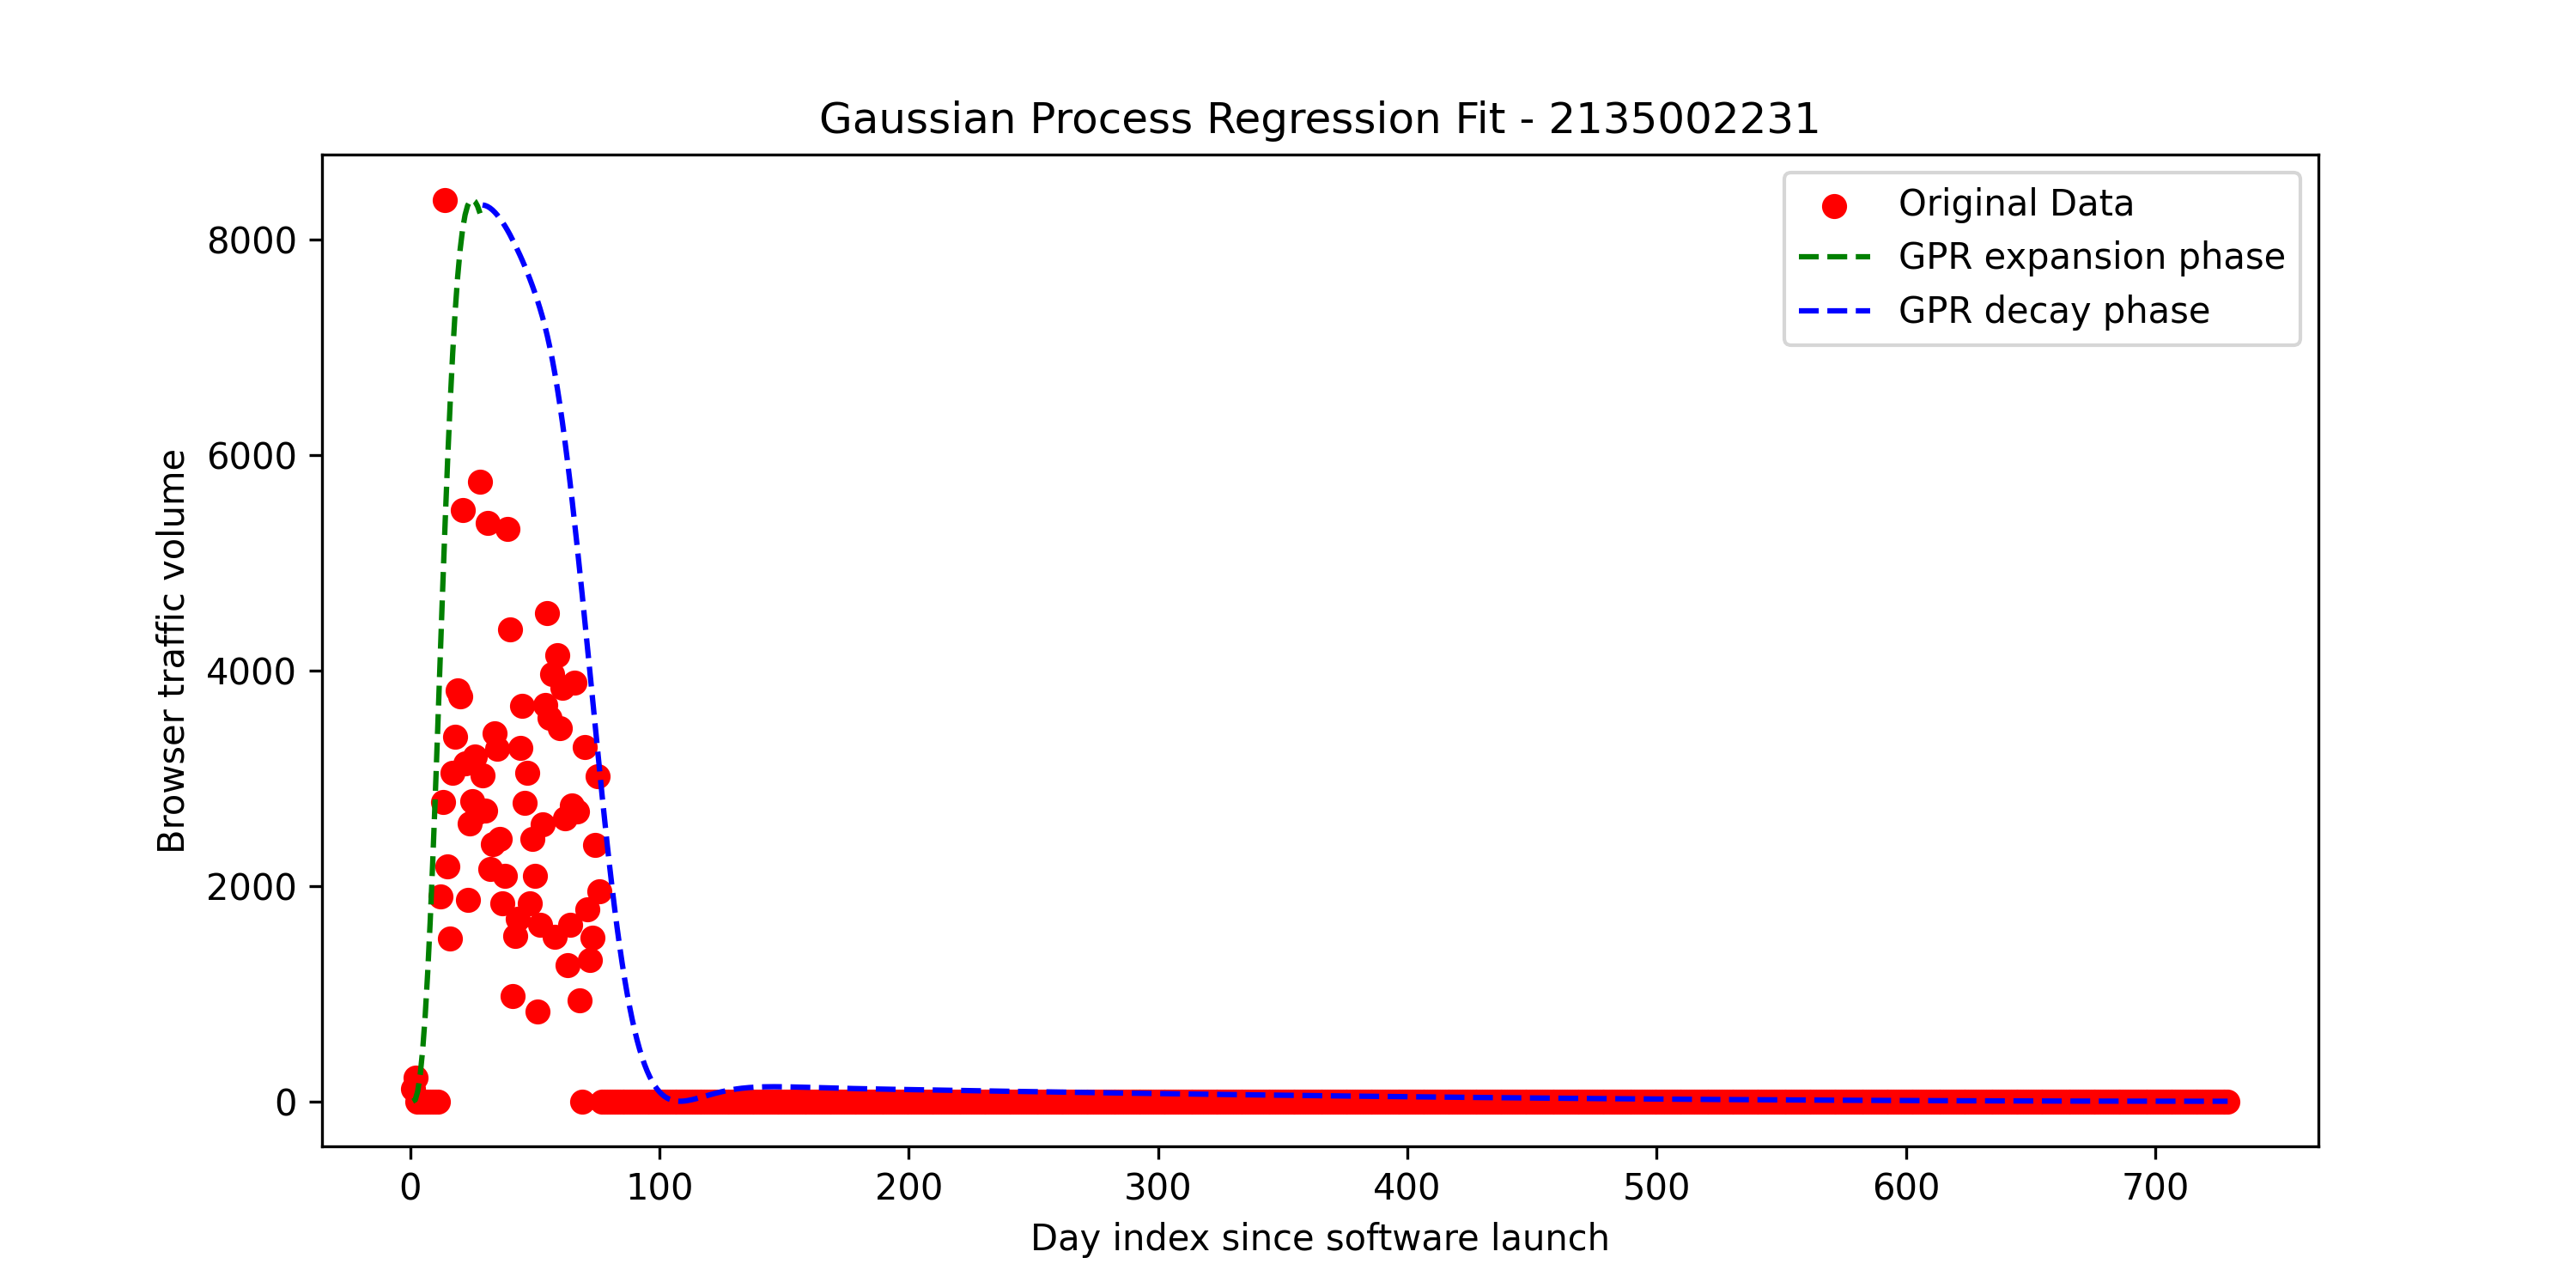 Gaussian Process Regression Fit - 2135002231
Original Data
GPR expansion phase
GPR decay phase
Browser traffic volume
8000
6000
4000
2000
0
0 100 200 300 400 500 600 700
Day index since software launch